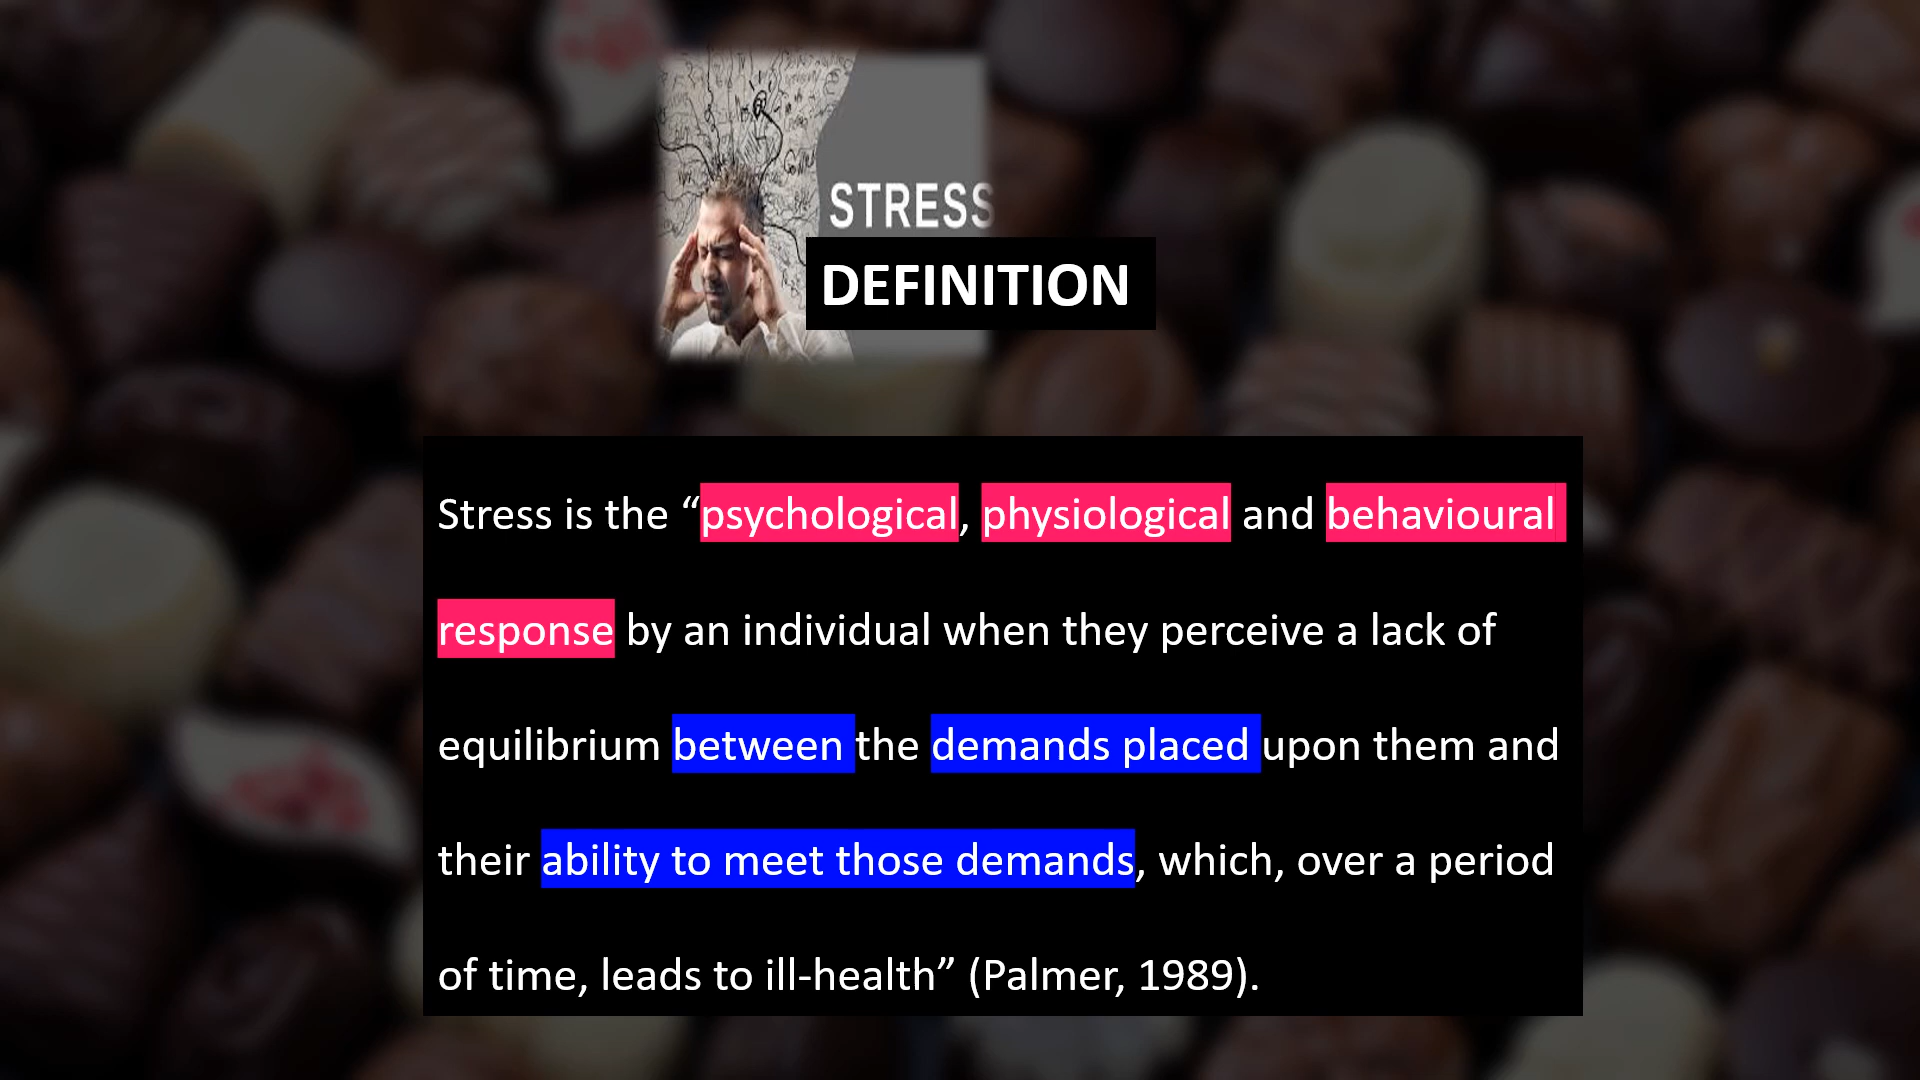 STRESS
DEFINITION
Stress is the “psychological, physiological and behavioural
response by an individual when they perceive a lack of
equilibrium between the demands placed upon them and
their ability to meet those demands, which, over a period
of time, leads to ill-health” (Palmer, 1989).